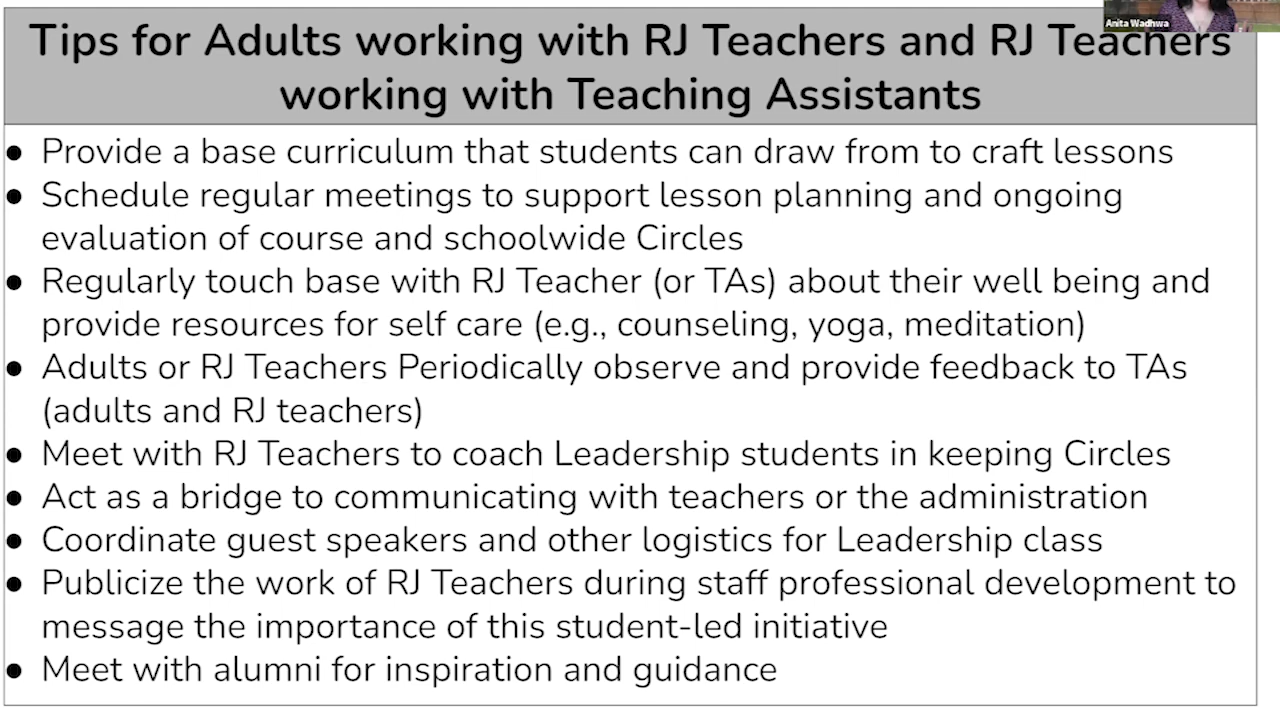 Anita Wadhwa
Tips for Adults working with RJ Teachers and RJ Teachers
working with Teaching Assistants
● Provide a base curriculum that students can draw from to craft lessons
● Schedule regular meetings to support lesson planning and ongoing
evaluation of course and schoolwide Circles
● Regularly touch base with RJ Teacher (or TAs) about their well being and
provide resources for self care (e.g., counseling, yoga, meditation)
● Adults or RJ Teachers Periodically observe and provide feedback to TAs
(adults and RJ teachers)
● Meet with RJ Teachers to coach Leadership students in keeping Circles
● Act as a bridge to communicating with teachers or the administration
● Coordinate guest speakers and other logistics for Leadership class
● Publicize the work of RJ Teachers during staff professional development to
message the importance of this student-led initiative
● Meet with alumni for inspiration and guidance